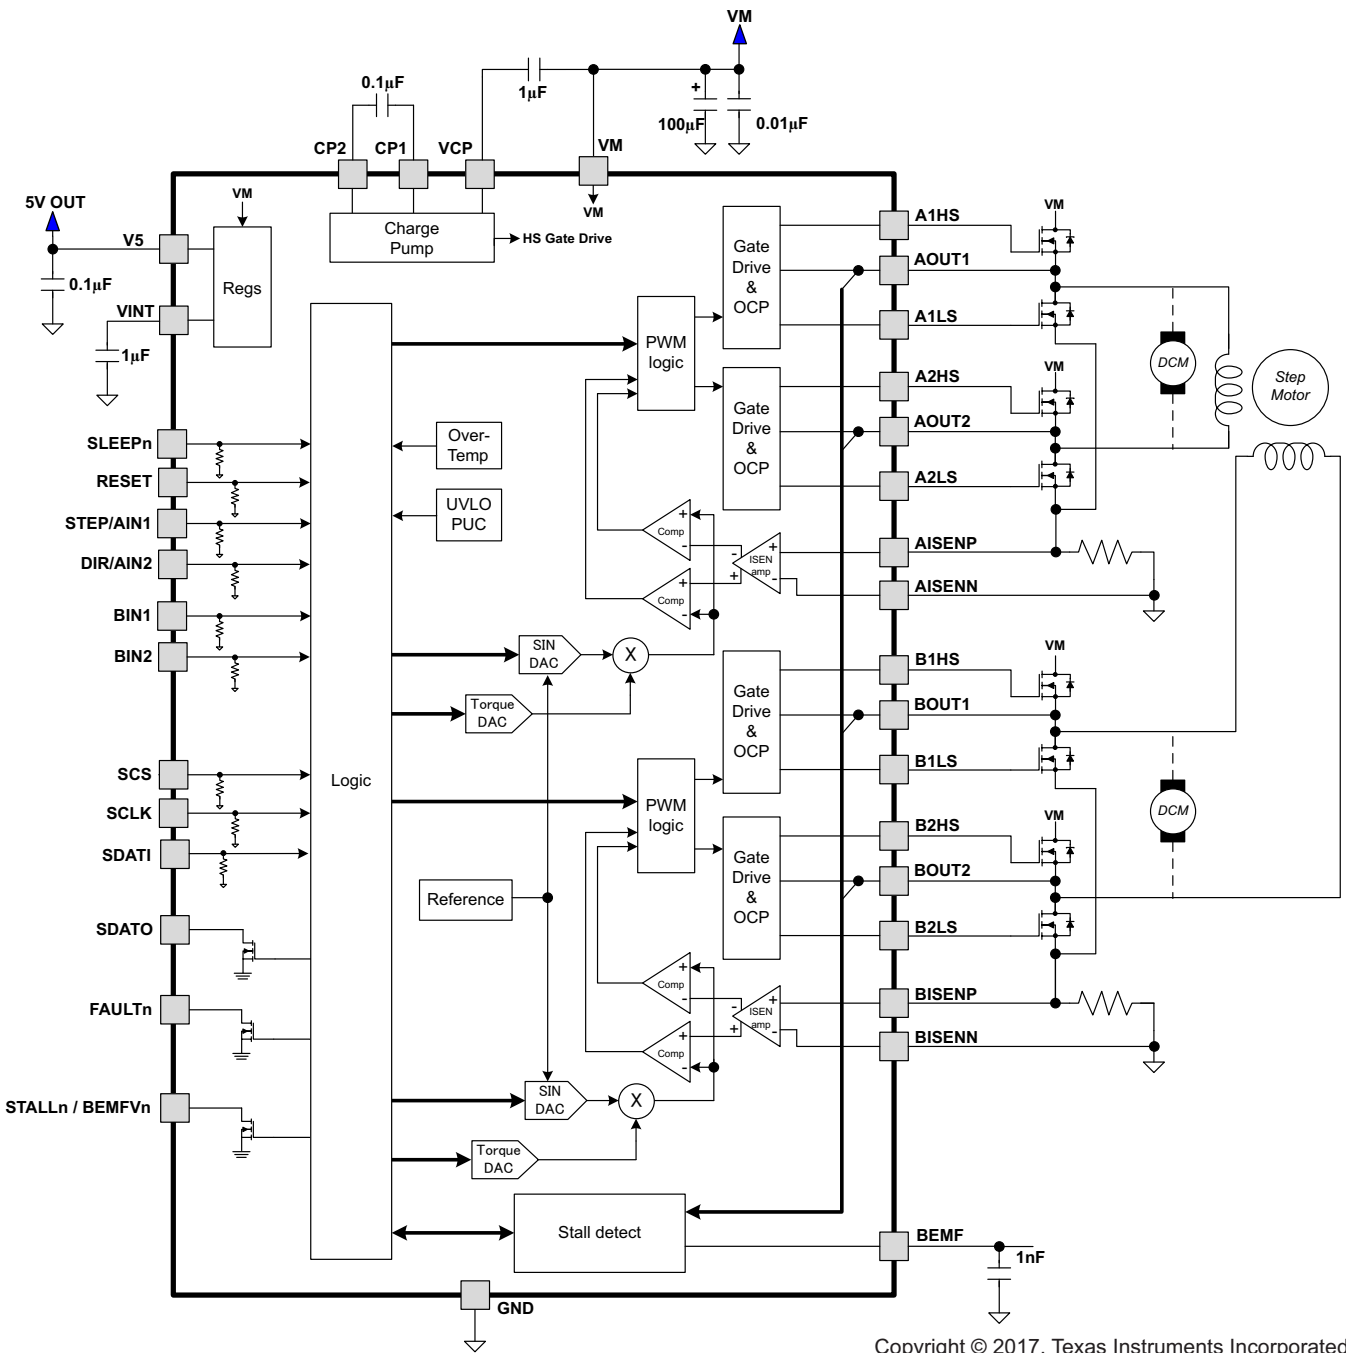 VM
0.1µF
1µF
+
100µF
0.01µF
CP2
CP1
VCP
VM
5V OUT
VM
VM
V5
Charge
Pump
HS Gate Drive
0.1µF
Regs
VINT
1µF
Gate
Drive
&
OCP
A1HS
VM
AOUT1
A1LS
PWM
logic
DCM
Step
Motor
Gate
Drive
&
OCP
A2HS
VM
AOUT2
A2LS
SLEEPn
RESET
STEP/AIN1
DIR/AIN2
BIN1
BIN2
Over-
Temp
UVLO
PUC
+
Comp
-
+
Comp
-
-
+
ISEN
amp
+
-
AISENP
AISENN
SIN
DAC
X
Torque
DAC
Gate
Drive
&
OCP
B1HS
VM
BOUT1
B1LS
SCS
SCLK
SDATI
Logic
PWM
logic
DCM
Gate
Drive
&
OCP
B2HS
VM
BOUT2
B2LS
Reference
SDATO
FAULTn
STALLn / BEMFVn
+
Comp
-
+
Comp
-
-
+
ISEN
amp
+
-
BISENP
BISENN
SIN
DAC
X
Torque
DAC
Stall detect
BEMF
1nF
GND
Copyright © 2017, Texas Instruments Incorporated